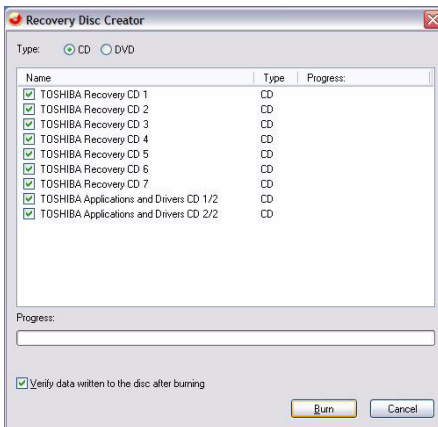 Recovery Disc Creator
Type: CD DVD
Name Type Progress:
TOSHIBA Recovery CD 1 CD
TOSHIBA Recovery CD 2 CD
TOSHIBA Recovery CD 3 CD
TOSHIBA Recovery CD 4 CD
TOSHIBA Recovery CD 5 CD
TOSHIBA Recovery CD 6 CD
TOSHIBA Recovery CD 7 CD
TOSHIBA Applications and Drivers CD 1/2 CD
TOSHIBA Applications and Drivers CD 2/2 CD
Progress:
Verify data written to the disc after burning
Burn Cancel